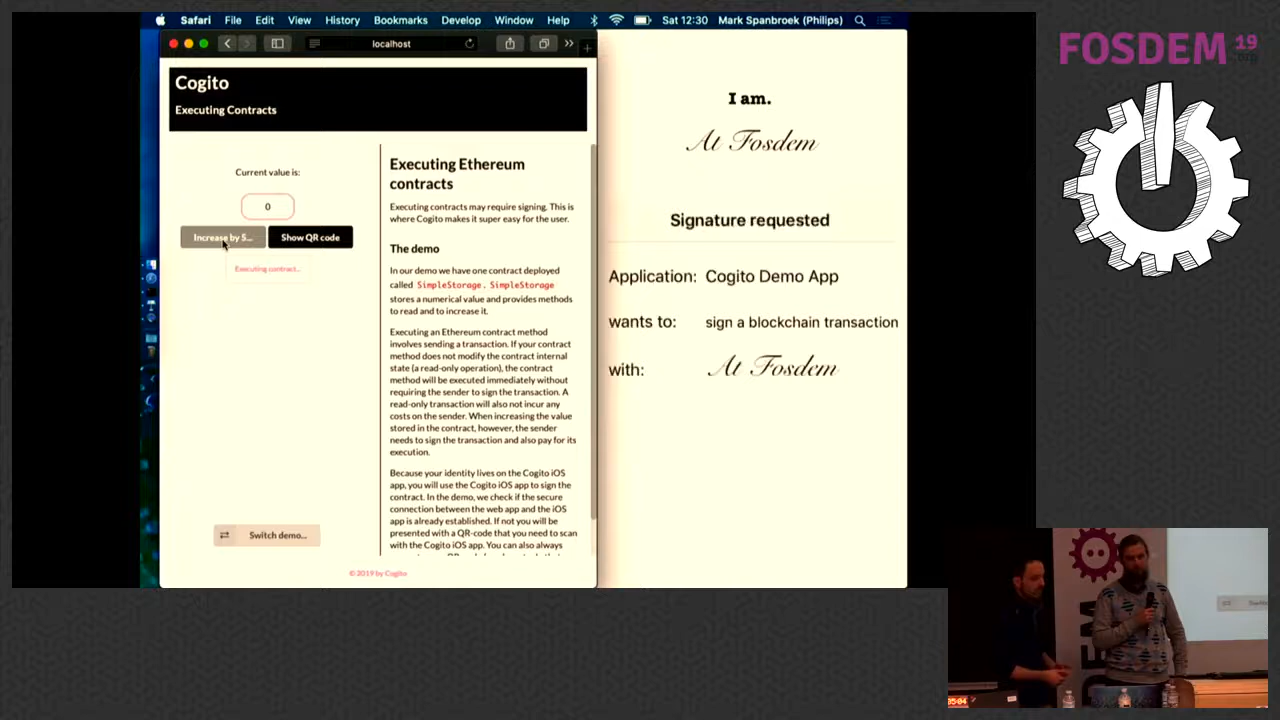 Safari File Edit View History Bookmarks Develop Window Help Sat 12:30 Mark Spanbroek (Philips)
localhost
Cogito
Executing Contracts
Current value is:
0
Increase by 5...
Show QR code
Executing contract...
Switch demo...
Executing Ethereum
contracts
Executing contracts may require signing. This is
where Cogito makes it super easy for the user.
The demo
In our demo we have one contract deployed
called SimpleStorage. SimpleStorage
stores a numerical value and provides methods
to read and to increase it.
Executing an Ethereum contract method
involves sending a transaction. If your contract
method does not modify the contract internal
state (a read-only operation), the contract
method will be executed immediately without
requiring the sender to sign the transaction. A
read-only transaction will also not incur any
costs on the sender. When increasing the value
stored in the contract, however, the sender
needs to sign the transaction and also pay for its
execution.
Because your identity lives on the Cogito iOS
app, you will use the Cogito iOS app to sign the
contract. In the demo, we check if the secure
connection between the web app and the iOS
app is already established. If not you will be
presented with a QR-code that you need to scan
with the Cogito iOS app. You can also always
© 2019 by Cogito
I am.
At Fosdem
Signature requested
Application: Cogito Demo App
wants to: sign a blockchain transaction
with: At Fosdem
FOSDEM 19
.org